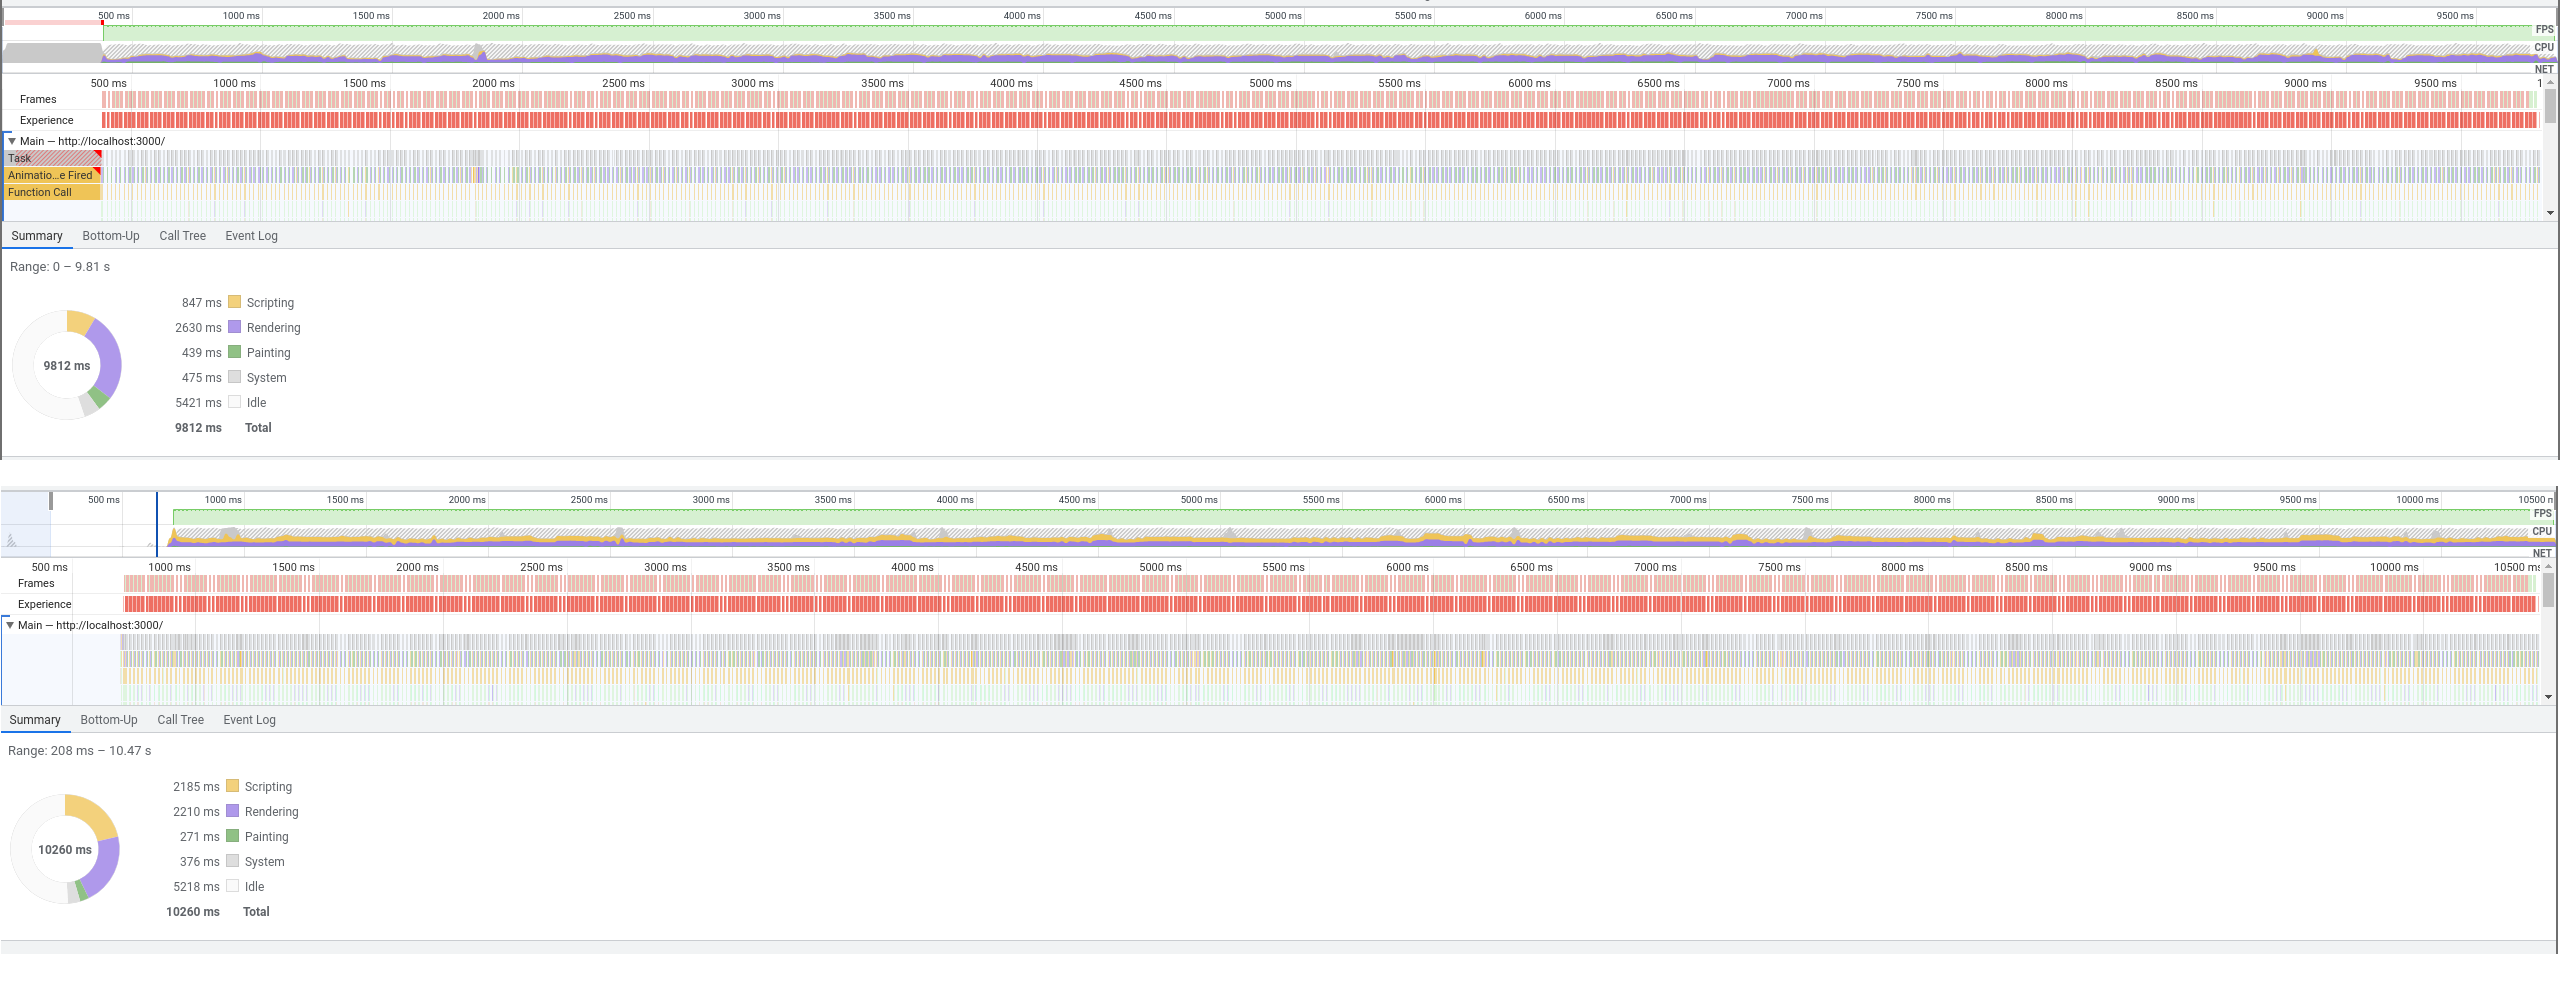 500 ms 1000 ms 1500 ms 2000 ms 2500 ms 3000 ms 3500 ms 4000 ms 4500 ms 5000 ms 5500 ms 6000 ms 6500 ms 7000 ms 7500 ms 8000 ms 8500 ms 9000 ms 9500 ms
FPS
CPU
NET
500 ms 1000 ms 1500 ms 2000 ms 2500 ms 3000 ms 3500 ms 4000 ms 4500 ms 5000 ms 5500 ms 6000 ms 6500 ms 7000 ms 7500 ms 8000 ms 8500 ms 9000 ms 9500 ms 1
Frames
Experience
Main — http://localhost:3000/
Task
Animatio…e Fired
Function Call
Summary Bottom-Up Call Tree Event Log
Range: 0 – 9.81 s
847 ms Scripting
2630 ms Rendering
9812 ms
439 ms Painting
475 ms System
5421 ms Idle
9812 ms Total
500 ms 1000 ms 1500 ms 2000 ms 2500 ms 3000 ms 3500 ms 4000 ms 4500 ms 5000 ms 5500 ms 6000 ms 6500 ms 7000 ms 7500 ms 8000 ms 8500 ms 9000 ms 9500 ms 10000 ms 10500 m
FPS
CPU
NET
500 ms 1000 ms 1500 ms 2000 ms 2500 ms 3000 ms 3500 ms 4000 ms 4500 ms 5000 ms 5500 ms 6000 ms 6500 ms 7000 ms 7500 ms 8000 ms 8500 ms 9000 ms 9500 ms 10000 ms 10500 ms
Frames
Experience
Main — http://localhost:3000/
Summary Bottom-Up Call Tree Event Log
Range: 208 ms – 10.47 s
2185 ms Scripting
2210 ms Rendering
10260 ms
271 ms Painting
376 ms System
5218 ms Idle
10260 ms Total